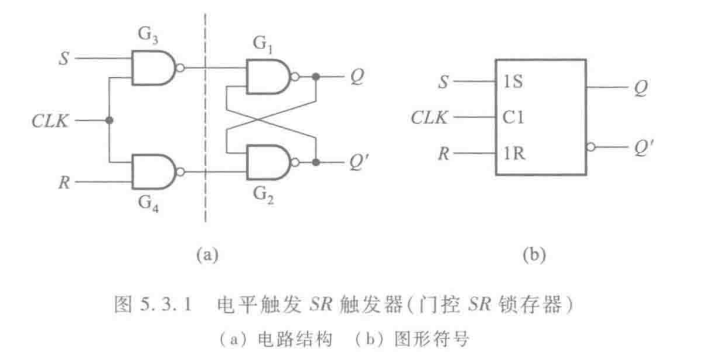 G₃
G₁
S
Q
S
1S
Q
CLK
CLK
C1
R
1R
Q′
R
Q′
G₄
G₂
(a)
(b)
图 5.3.1 电平触发 SR 触发器(门控 SR 锁存器)
(a) 电路结构 (b) 图形符号